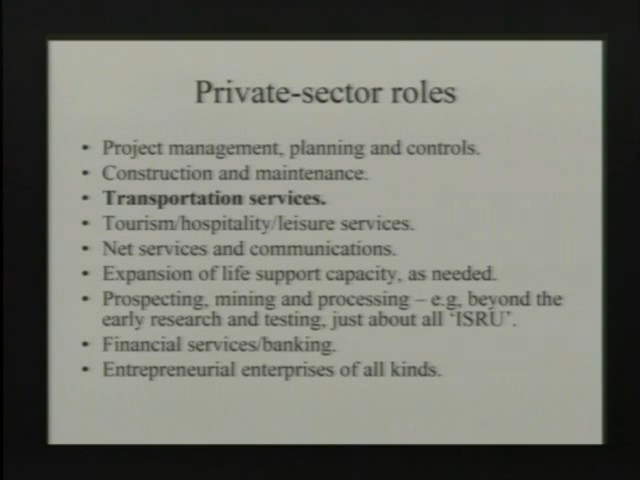 Private-sector roles
• Project management, planning and controls.
• Construction and maintenance.
• Transportation services.
• Tourism/hospitality/leisure services.
• Net services and communications.
• Expansion of life support capacity, as needed.
• Prospecting, mining and processing – e.g, beyond the
early research and testing, just about all ‘ISRU’.
• Financial services/banking.
• Entrepreneurial enterprises of all kinds.